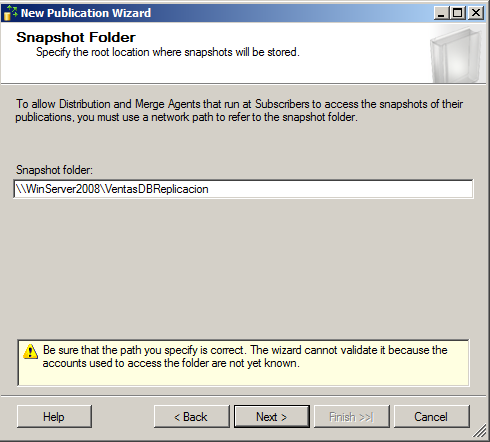 New Publication Wizard
Snapshot Folder
Specify the root location where snapshots will be stored.
To allow Distribution and Merge Agents that run at Subscribers to access the snapshots of their
publications, you must use a network path to refer to the snapshot folder.
Snapshot folder:
\\WinServer2008\VentasDBReplicacion
Be sure that the path you specify is correct. The wizard cannot validate it because the
accounts used to access the folder are not yet known.
Help
< Back
Next >
Finish >>|
Cancel